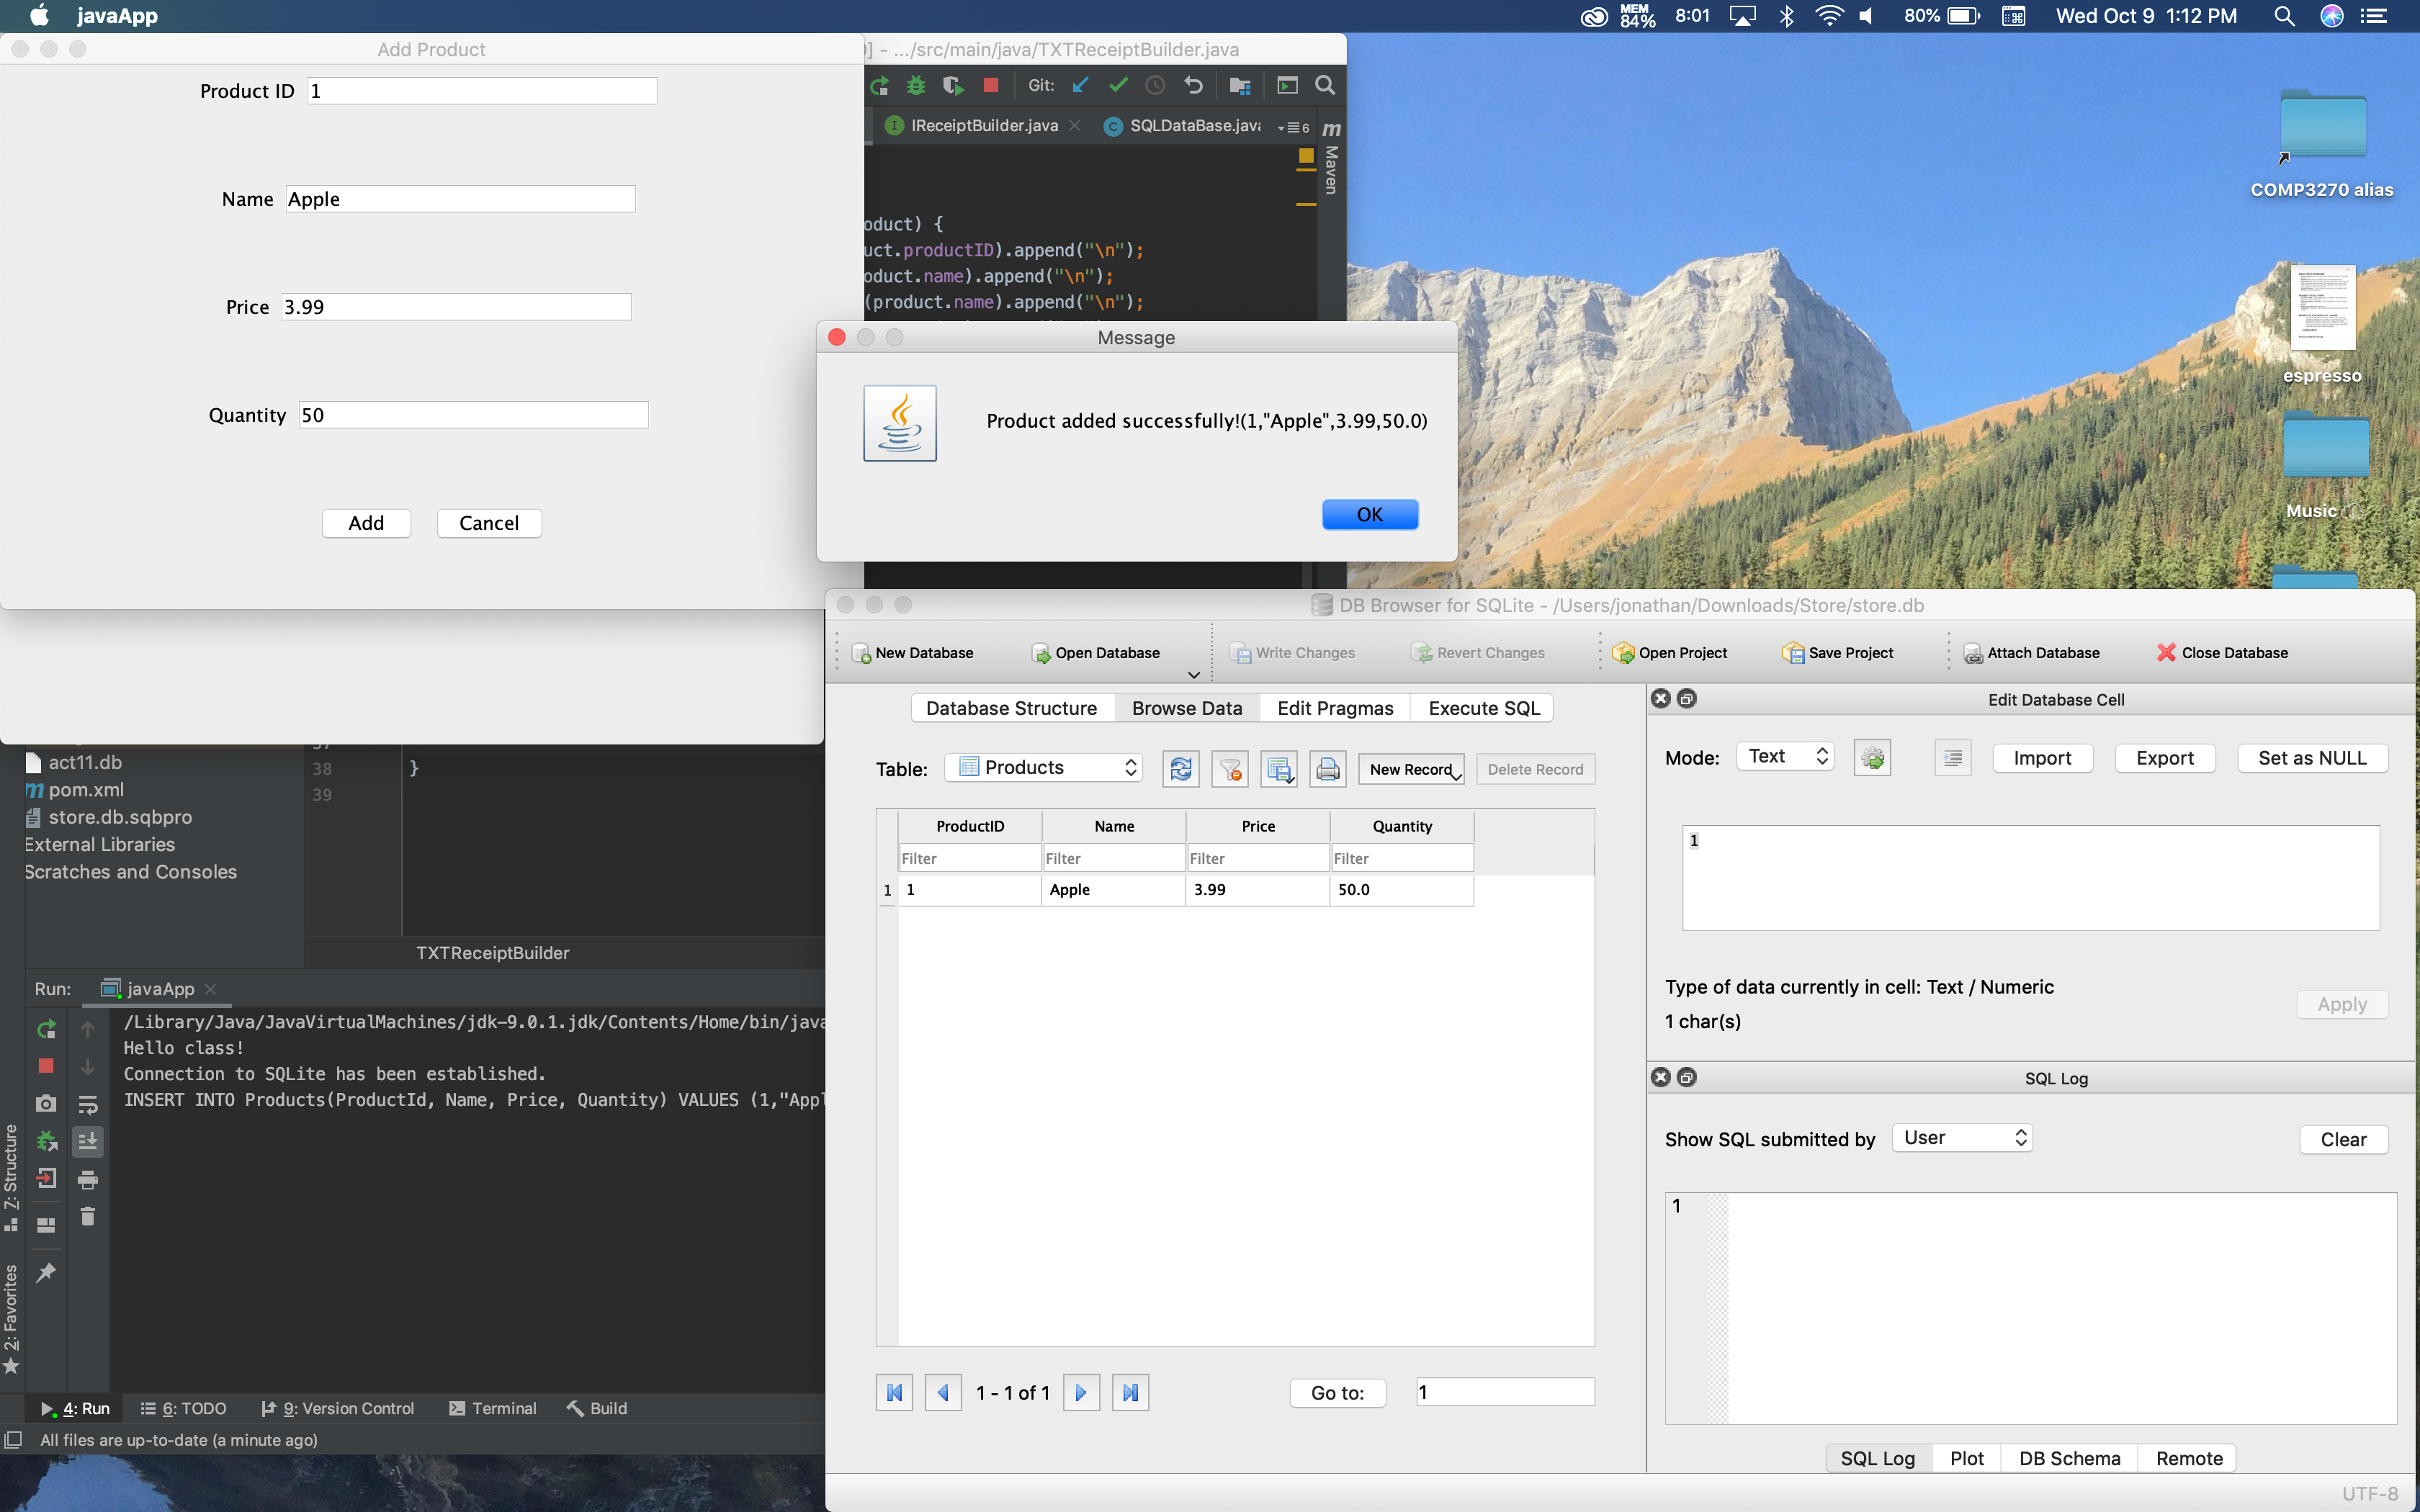 javaApp
MEM
84%
8:01
80%
Wed Oct 9 1:12 PM
Add Product
Product ID 1
Name Apple
Price 3.99
Quantity 50
Add Cancel
] - .../src/main/java/TXTReceiptBuilder.java
Git:
IReceiptBuilder.java
SQLDataBase.java
6
m Maven
oduct) {
uct.productID).append("\n");
oduct.name).append("\n");
(product.name).append("\n");
Message
Product added successfully!(1,"Apple",3.99,50.0)
OK
COMP3270 alias
espresso
Music
DB Browser for SQLite - /Users/jonathan/Downloads/Store/store.db
New Database
Open Database
Write Changes
Revert Changes
Open Project
Save Project
Attach Database
Close Database
Database Structure Browse Data Edit Pragmas Execute SQL
Table: Products New Record Delete Record
ProductID Name Price Quantity
Filter Filter Filter Filter
1 1 Apple 3.99 50.0
1 - 1 of 1
Go to: 1
Edit Database Cell
Mode: Text Import Export Set as NULL
1
Type of data currently in cell: Text / Numeric
1 char(s)
Apply
SQL Log
Show SQL submitted by User Clear
1
SQL Log Plot DB Schema Remote
UTF-8
act11.db
m pom.xml
store.db.sqbpro
External Libraries
Scratches and Consoles
38 }
39
TXTReceiptBuilder
Run: javaApp
/Library/Java/JavaVirtualMachines/jdk-9.0.1.jdk/Contents/Home/bin/java
Hello class!
Connection to SQLite has been established.
INSERT INTO Products(ProductId, Name, Price, Quantity) VALUES (1,"Appl
7: Structure
2: Favorites
4: Run 6: TODO 9: Version Control Terminal Build
All files are up-to-date (a minute ago)